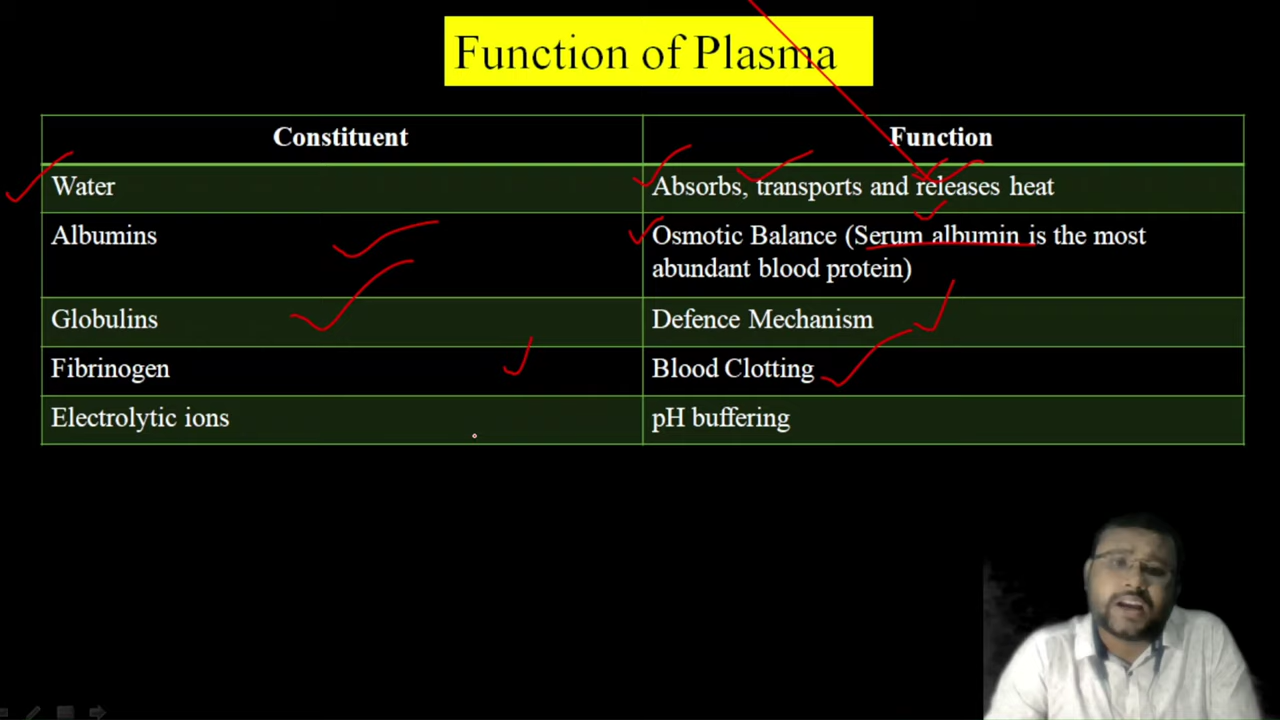 Function of Plasma
Constituent
Function
Water
Absorbs, transports and releases heat
Albumins
Osmotic Balance (Serum albumin is the most
abundant blood protein)
Globulins
Defence Mechanism
Fibrinogen
Blood Clotting
Electrolytic ions
pH buffering